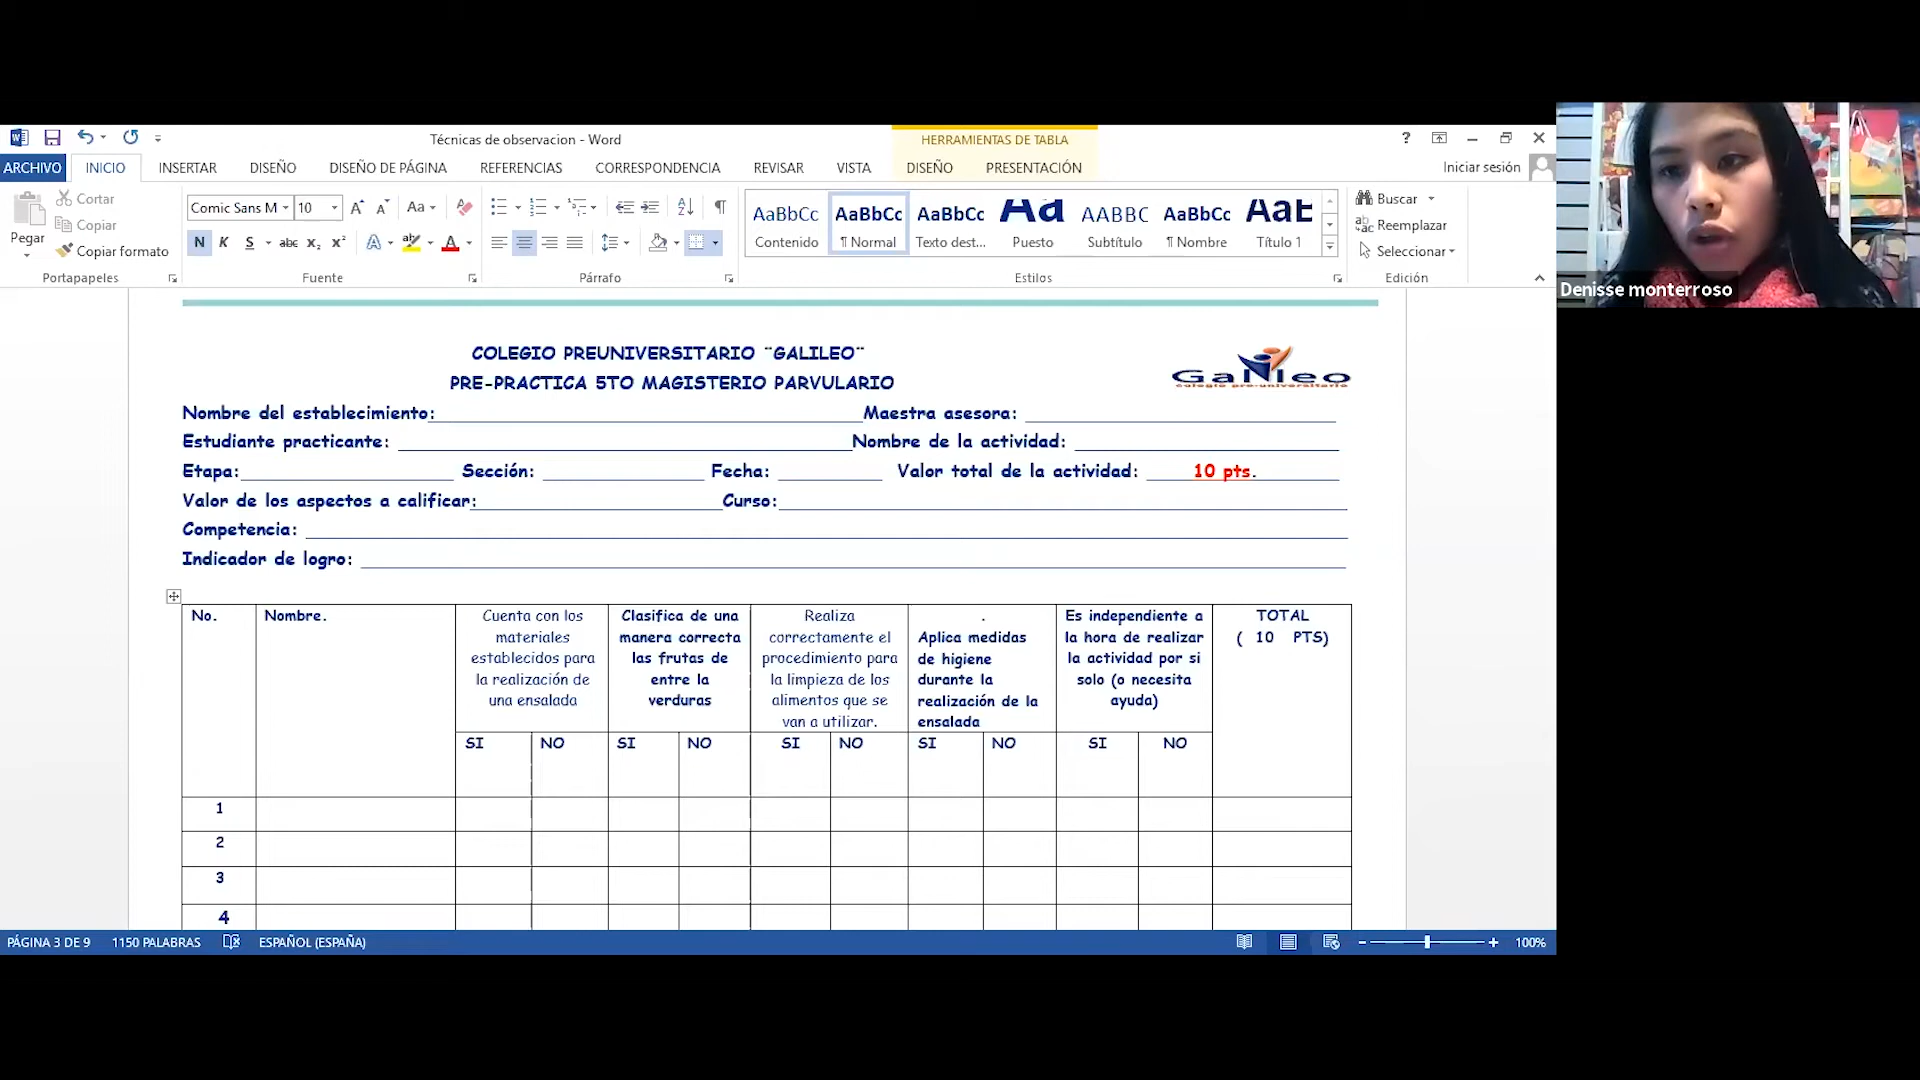 Técnicas de observacion - Word
HERRAMIENTAS DE TABLA
?
ARCHIVO INICIO INSERTAR DISEÑO DISEÑO DE PÁGINA REFERENCIAS CORRESPONDENCIA REVISAR VISTA DISEÑO PRESENTACIÓN Iniciar sesión
Pegar
Cortar
Copiar
Copiar formato
Portapapeles
Comic Sans M 10
N K S abc x₂ x²
Fuente
Párrafo
AaBbCc AaBbCc AaBbCc Aa AABBC AaBbCc AaE
Contenido ¶ Normal Texto dest... Puesto Subtítulo ¶ Nombre Título 1
Estilos
Buscar
Reemplazar
Seleccionar
Edición
Denisse monterroso
COLEGIO PREUNIVERSITARIO ¨GALILEO¨
Galileo
colegio pre-universitario
PRE-PRACTICA 5TO MAGISTERIO PARVULARIO
Nombre del establecimiento: Maestra asesora:
Estudiante practicante: Nombre de la actividad:
Etapa: Sección: Fecha: Valor total de la actividad: 10 pts.
Valor de los aspectos a calificar: Curso:
Competencia:
Indicador de logro:
No.
Nombre.
Cuenta con los
materiales
establecidos para
la realización de
una ensalada
Clasifica de una
manera correcta
las frutas de
entre la
verduras
Realiza
correctamente el
procedimiento para
la limpieza de los
alimentos que se
van a utilizar.
.
Aplica medidas
de higiene
durante la
realización de la
ensalada
Es independiente a
la hora de realizar
la actividad por si
solo (o necesita
ayuda)
TOTAL
( 10 PTS)
SI NO SI NO SI NO SI NO SI NO
1
2
3
4
PÁGINA 3 DE 9 1150 PALABRAS ESPAÑOL (ESPAÑA) 100%